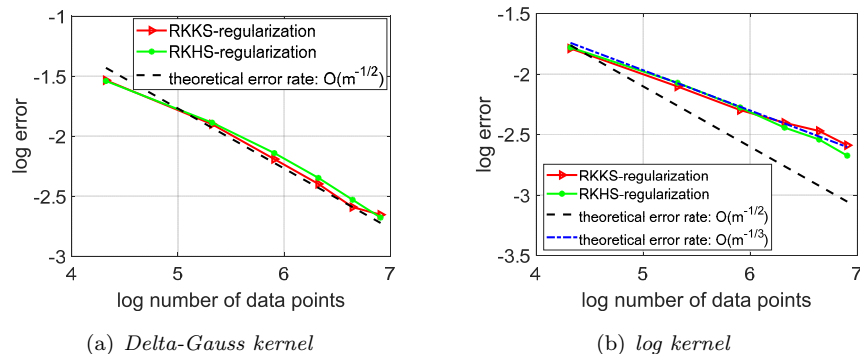 -1
-1.5
-2
-2.5
-3
log error
RKKS-regularization
RKHS-regularization
theoretical error rate: O(m^{-1/2})
4 5 6 7
log number of data points
(a) Delta-Gauss kernel
-1.5
-2
-2.5
-3
-3.5
log error
RKKS-regularization
RKHS-regularization
theoretical error rate: O(m^{-1/2})
theoretical error rate: O(m^{-1/3})
4 5 6 7
log number of data points
(b) log kernel